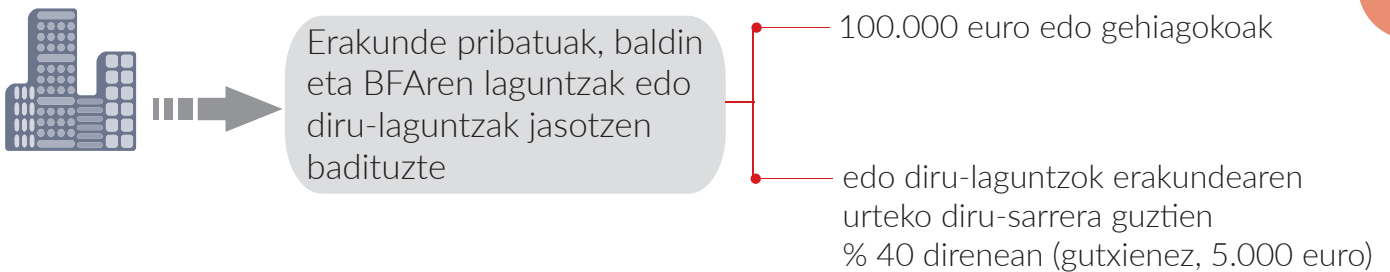 Erakunde pribatuak, baldin
eta BFAren laguntzak edo
diru-laguntzak jasotzen
badituzte
100.000 euro edo gehiagokoak
edo diru-laguntzok erakundearen
urteko diru-sarrera guztien
% 40 direnean (gutxienez, 5.000 euro)